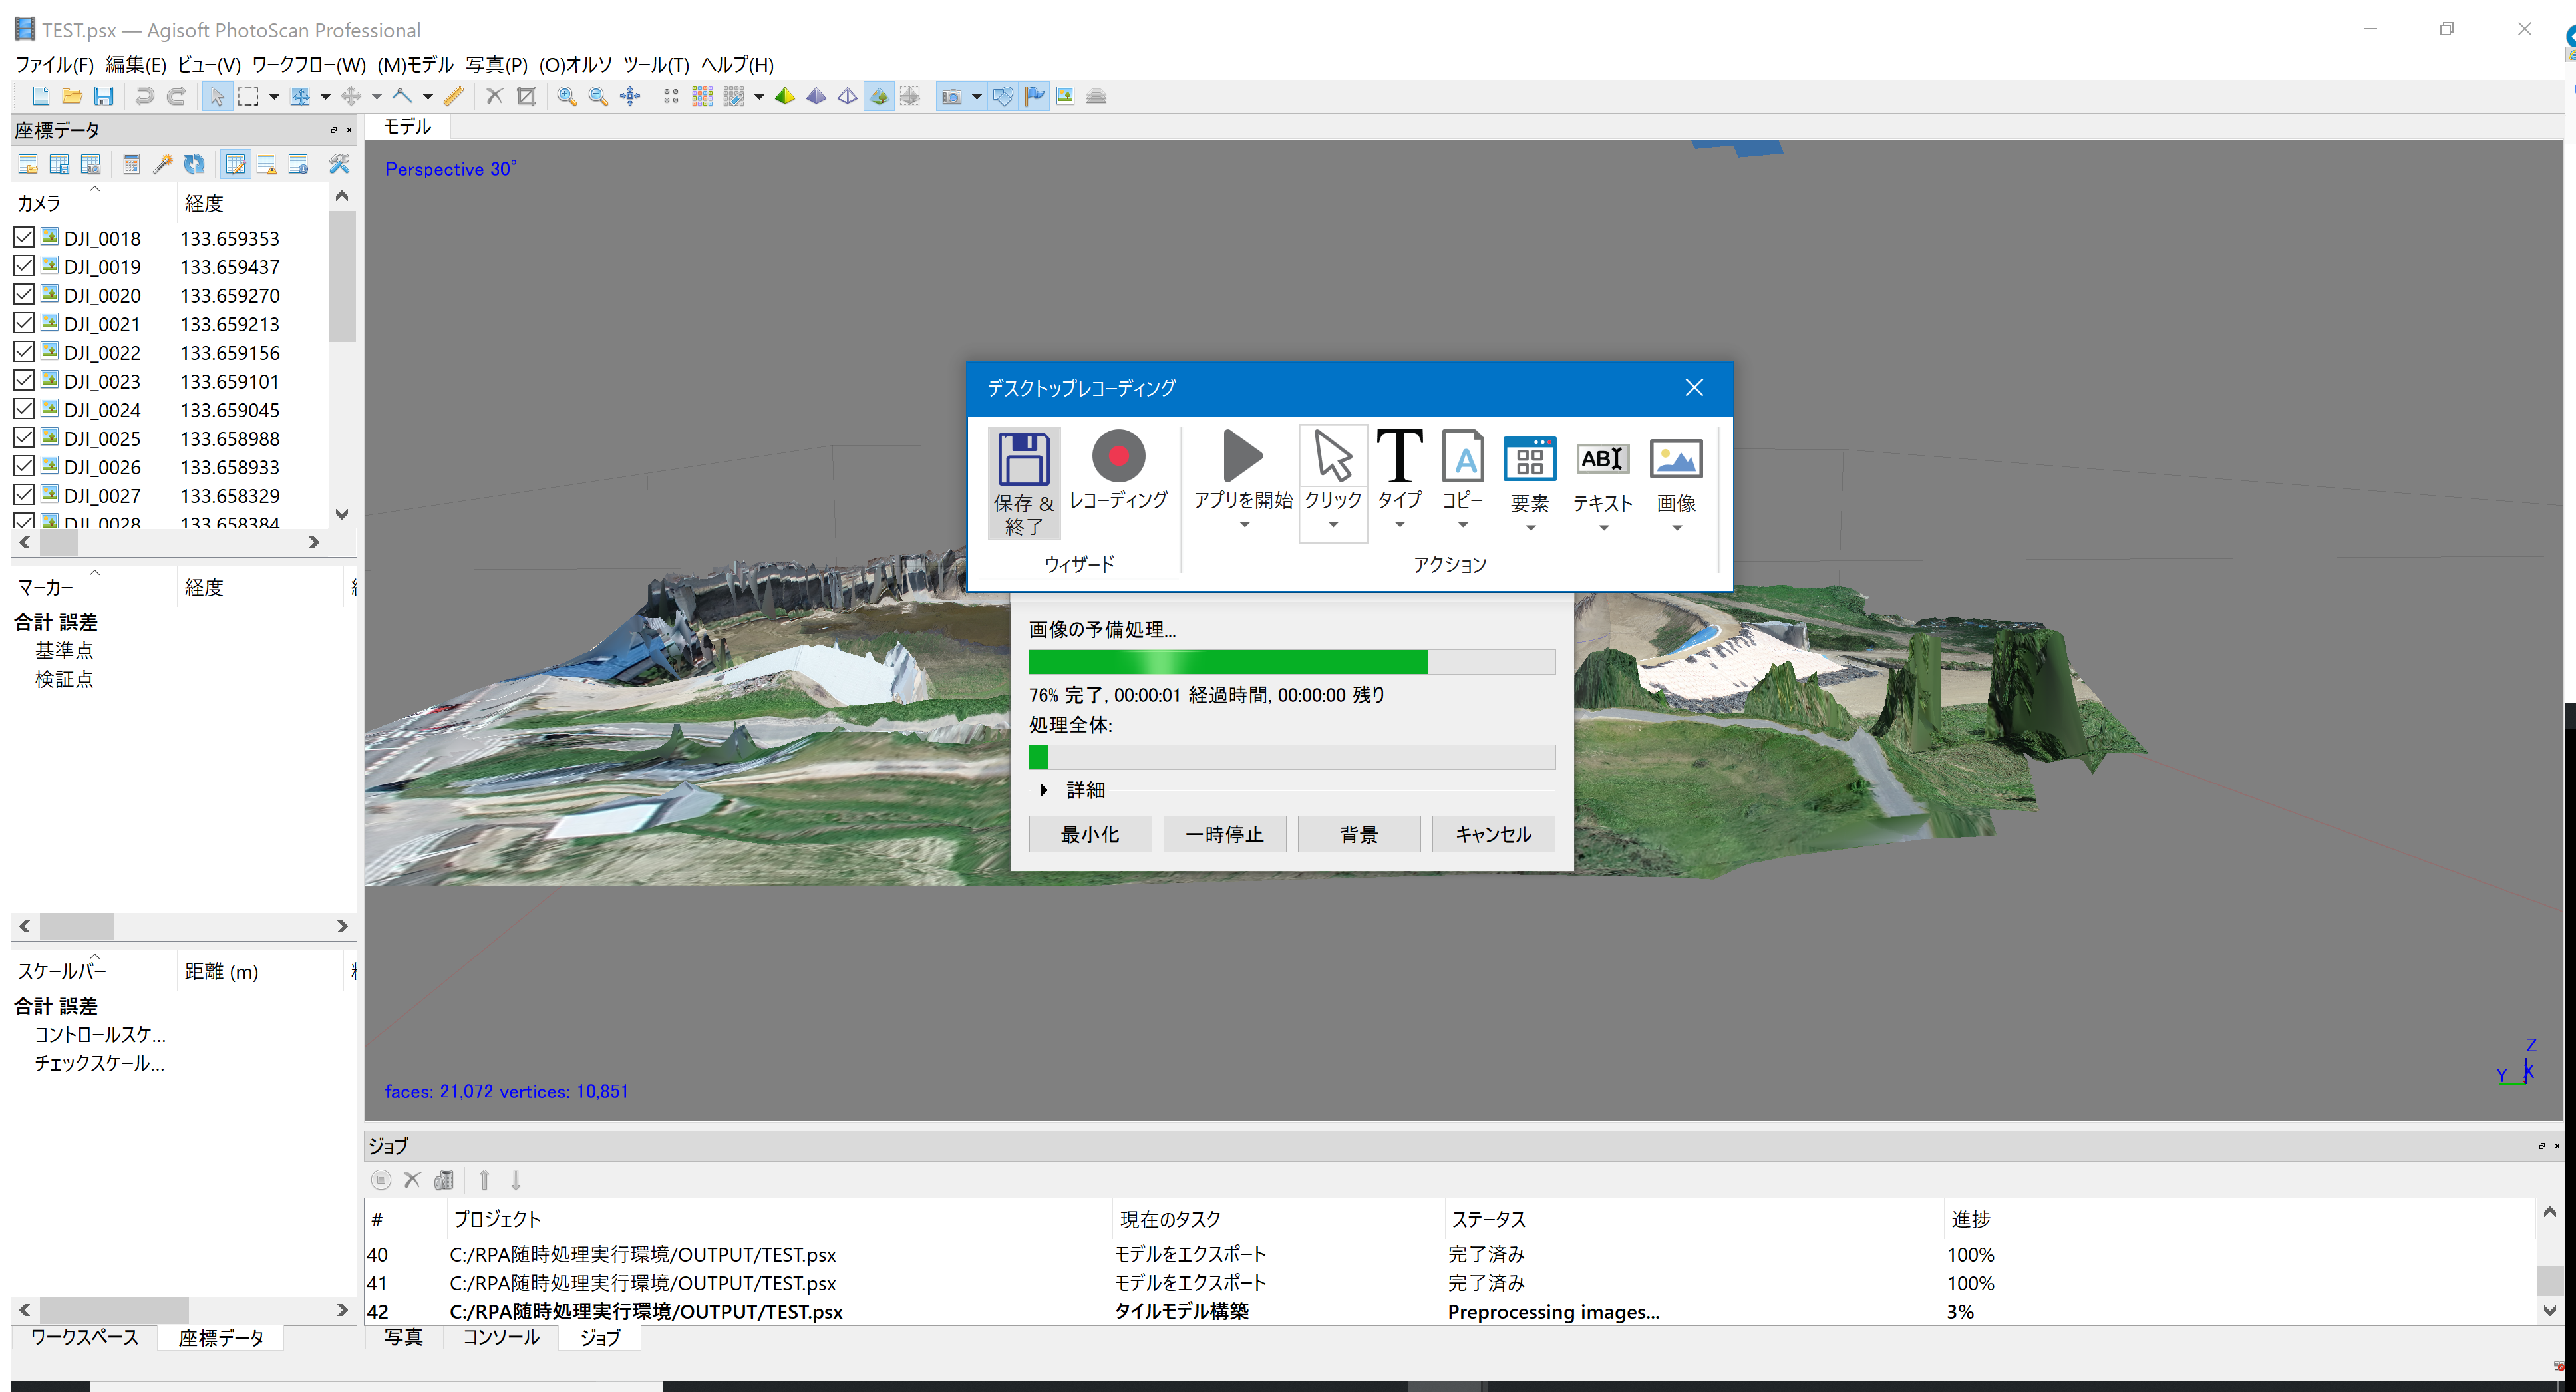 TEST.psx — Agisoft PhotoScan Professional
ファイル(F) 編集(E) ビュー(V) ワークフロー(W) (M)モデル 写真(P) (O)オルソ ツール(T) ヘルプ(H)
座標データ
モデル
Perspective 30°
カメラ 経度
DJI_0018 133.659353
DJI_0019 133.659437
DJI_0020 133.659270
DJI_0021 133.659213
DJI_0022 133.659156
DJI_0023 133.659101
DJI_0024 133.659045
DJI_0025 133.658988
DJI_0026 133.658933
DJI_0027 133.658329
DJI_0028 133.658384
マーカー 経度
合計 誤差
基準点
検証点
スケールバー 距離 (m)
合計 誤差
コントロールスケ...
チェックスケール...
ワークスペース 座標データ
デスクトップレコーディング
保存 &
終了
レコーディング
アプリを開始
クリック
T
タイプ
A
コピー
要素
ABI
テキスト
画像
ウィザード
アクション
画像の予備処理...
76% 完了, 00:00:01 経過時間, 00:00:00 残り
処理全体:
詳細
最小化 一時停止 背景 キャンセル
faces: 21,072 vertices: 10,851
Z
Y X
ジョブ
# プロジェクト 現在のタスク ステータス 進捗
40 C:/RPA随時処理実行環境/OUTPUT/TEST.psx モデルをエクスポート 完了済み 100%
41 C:/RPA随時処理実行環境/OUTPUT/TEST.psx モデルをエクスポート 完了済み 100%
42 C:/RPA随時処理実行環境/OUTPUT/TEST.psx タイルモデル構築 Preprocessing images... 3%
写真 コンソール ジョブ